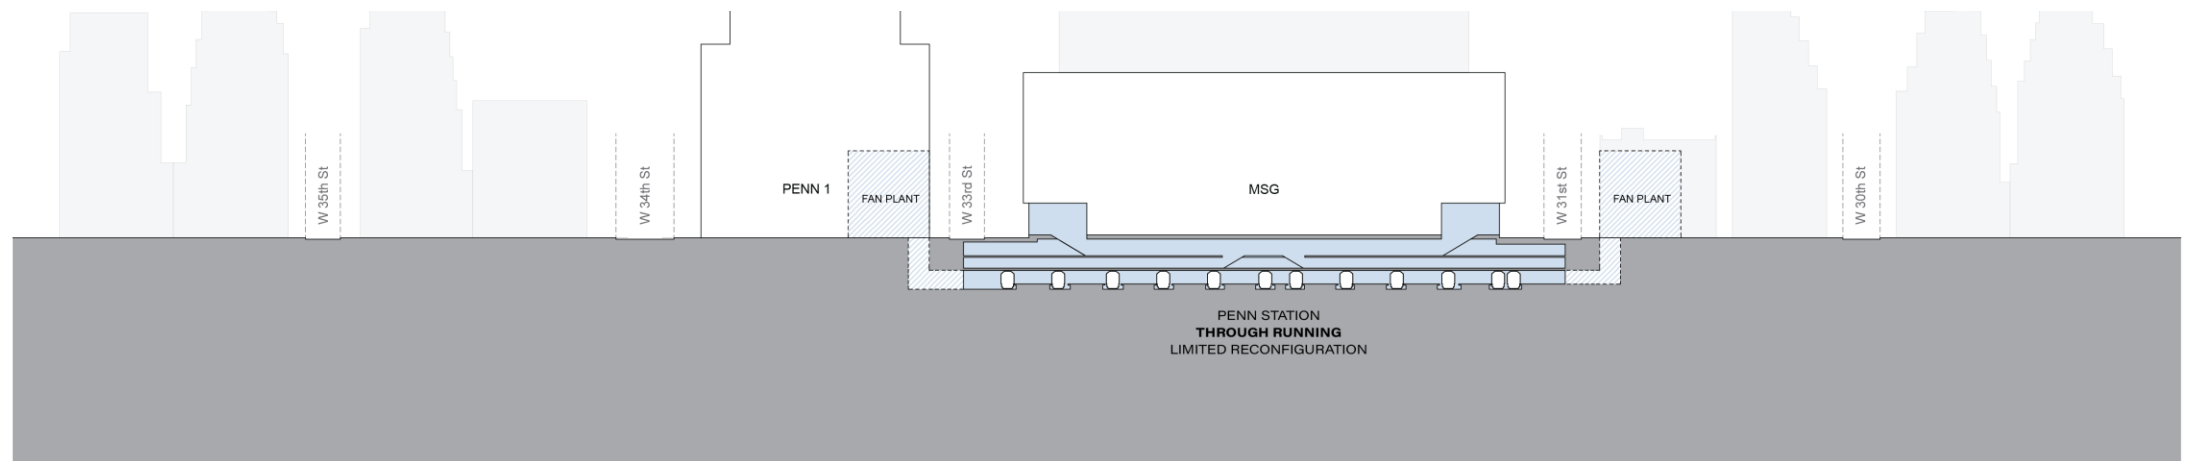 W 35th St
W 34th St
PENN 1
FAN PLANT
W 33rd St
MSG
W 31st St
FAN PLANT
W 30th St
PENN STATION
THROUGH RUNNING
LIMITED RECONFIGURATION